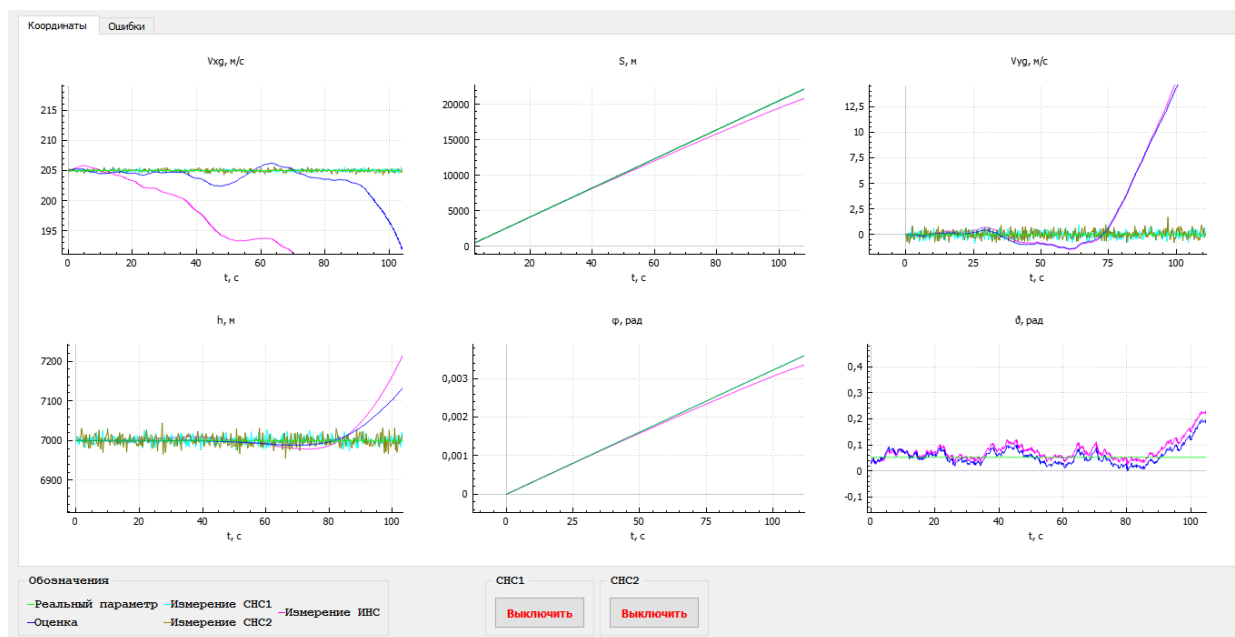 Координаты Ошибки
Vxg, м/с
215
210
205
200
195
0 20 40 60 80 100
t, с
S, м
20000
15000
10000
5000
0
20 40 60 80 100
t, с
Vyg, м/с
12,5
10
7,5
5
2,5
0
0 25 50 75 100
t, с
h, м
7200
7100
7000
6900
0 20 40 60 80 100
t, с
φ, рад
0,003
0,002
0,001
0
0 25 50 75 100
t, с
ϑ, рад
0,4
0,3
0,2
0,1
0
-0,1
0 20 40 60 80 100
t, с
Обозначения
Реальный параметр Измерение СНС1 Измерение ИНС
Оценка Измерение СНС2
СНС1
Выключить
СНС2
Выключить